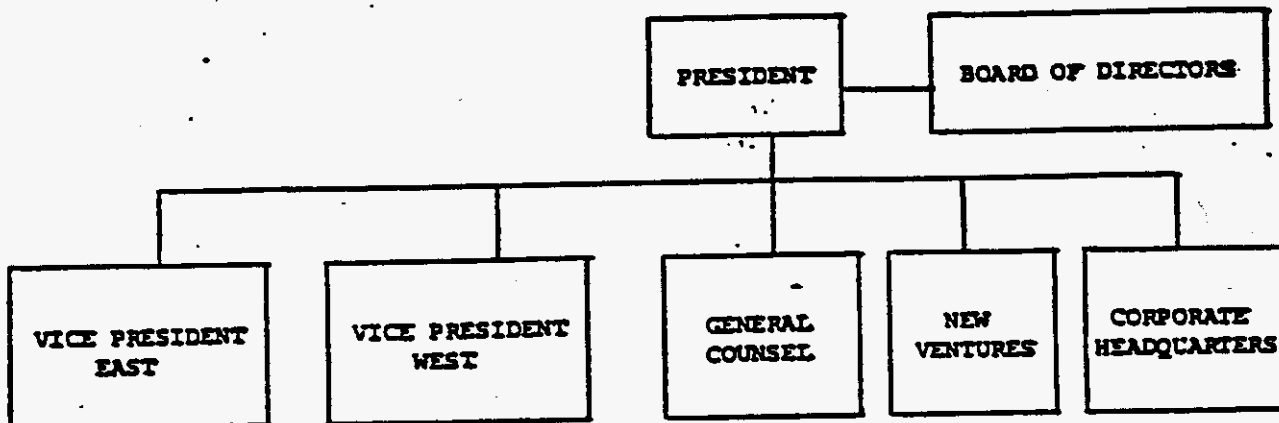 PRESIDENT
BOARD OF DIRECTORS
VICE PRESIDENT
EAST
VICE PRESIDENT
WEST
GENERAL
COUNSEL
NEW
VENTURES
CORPORATE
HEADQUARTERS